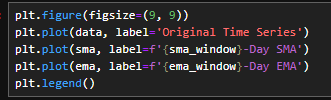 plt.figure(figsize=(9, 9))
plt.plot(data, label='Original Time Series')
plt.plot(sma, label=f'{sma_window}-Day SMA')
plt.plot(ema, label=f'{ema_window}-Day EMA')
plt.legend()